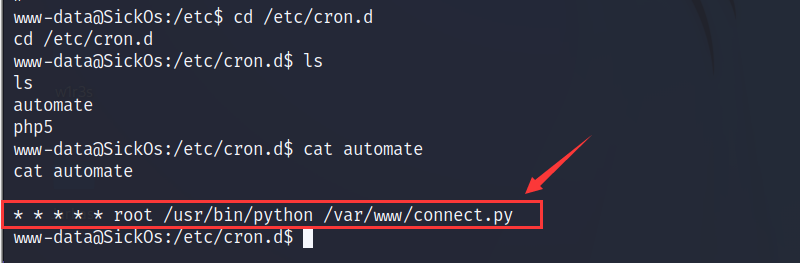 www-data@SickOs:/etc$ cd /etc/cron.d
cd /etc/cron.d
www-data@SickOs:/etc/cron.d$ ls
ls
automate
php5
www-data@SickOs:/etc/cron.d$ cat automate
cat automate
* * * * * root /usr/bin/python /var/www/connect.py
www-data@SickOs:/etc/cron.d$